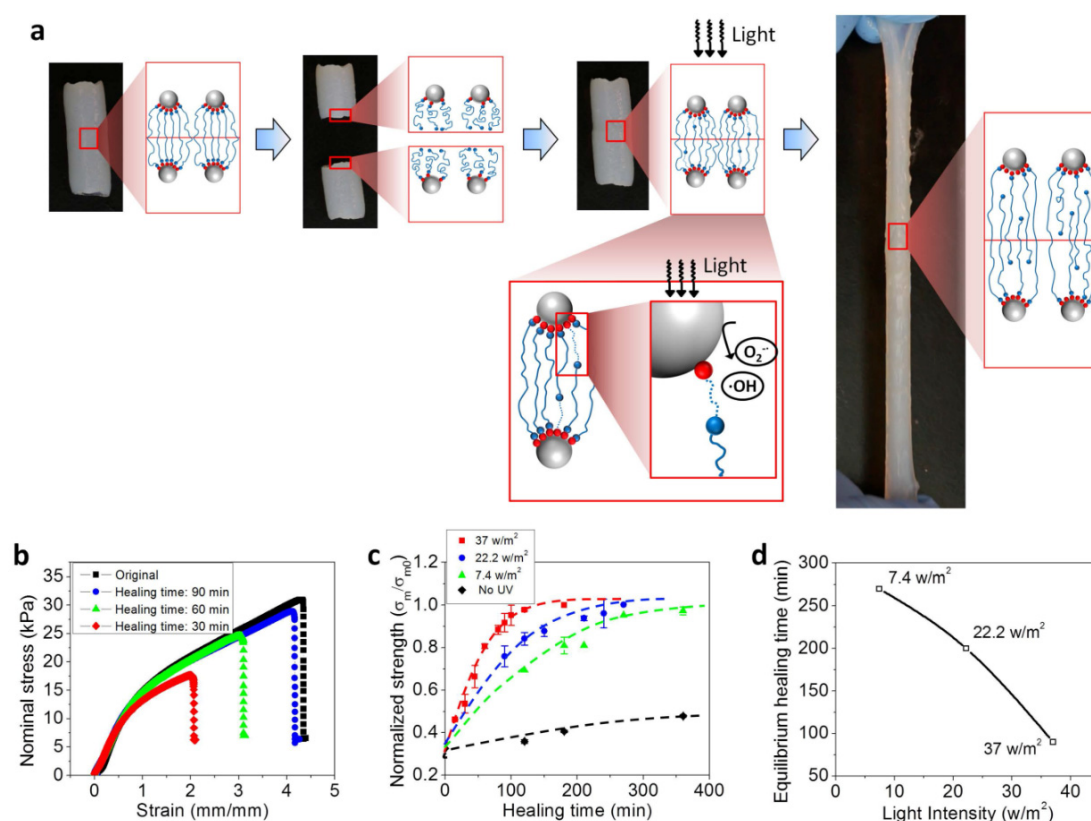 a
Light
Light
O₂⁻·
·OH
b
Nominal stress (kPa)
35
30
25
20
15
10
5
0
Original
Healing time: 90 min
Healing time: 60 min
Healing time: 30 min
0 1 2 3 4 5
Strain (mm/mm)
c
37 w/m²
22.2 w/m²
7.4 w/m²
No UV
Normalized strength (σm/σm0)
1.2
1.0
0.8
0.6
0.4
0.2
0 100 200 300 400
Healing time (min)
d
Equilibrium healing time (min)
300
250
200
150
100
50
7.4 w/m²
22.2 w/m²
37 w/m²
0 10 20 30 40
Light Intensity (w/m²)